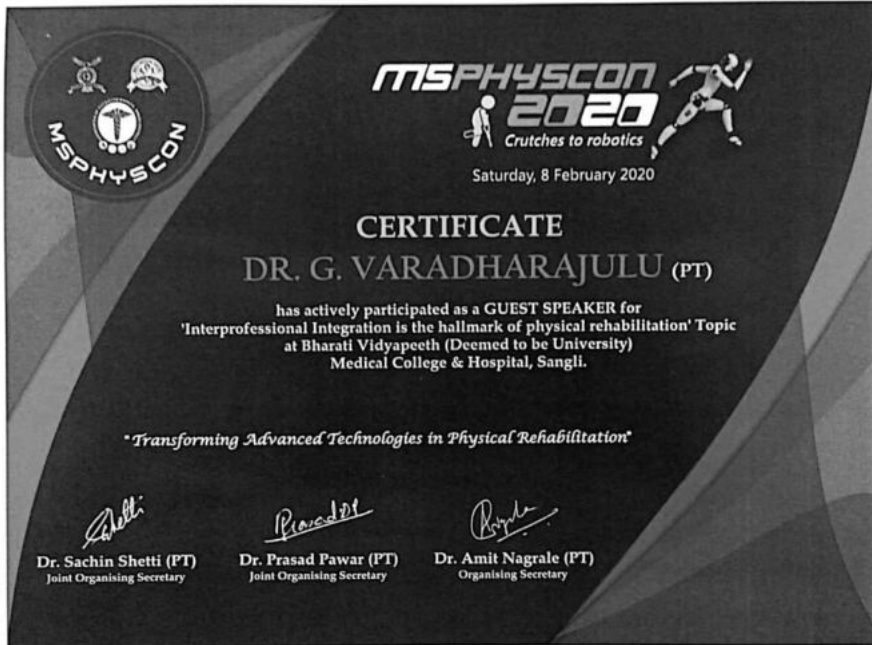 MSPHYSCON
MSPHYSCON
2020
Crutches to robotics
Saturday, 8 February 2020
CERTIFICATE
DR. G. VARADHARAJULU (PT)
has actively participated as a GUEST SPEAKER for
'Interprofessional Integration is the hallmark of physical rehabilitation' Topic
at Bharati Vidyapeeth (Deemed to be University)
Medical College & Hospital, Sangli.
"Transforming Advanced Technologies in Physical Rehabilitation"
Dr. Sachin Shetti (PT)
Joint Organising Secretary
Dr. Prasad Pawar (PT)
Joint Organising Secretary
Dr. Amit Nagrale (PT)
Organising Secretary